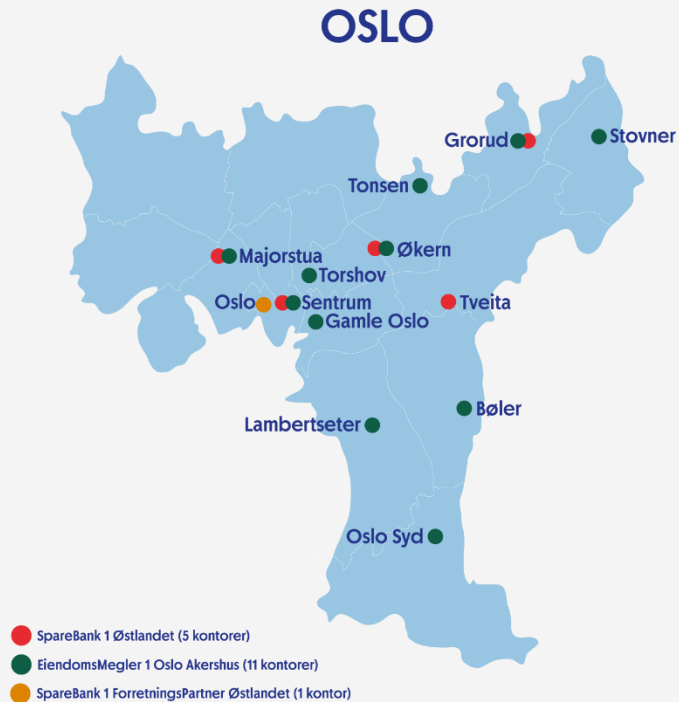 OSLO
Grorud
Stovner
Tonsen
Økern
Majorstua
Torshov
Oslo
Sentrum
Tveita
Gamle Oslo
Bøler
Lambertseter
Oslo Syd
SpareBank 1 Østlandet (5 kontorer)
EiendomsMegler 1 Oslo Akershus (11 kontorer)
SpareBank 1 ForretningsPartner Østlandet (1 kontor)